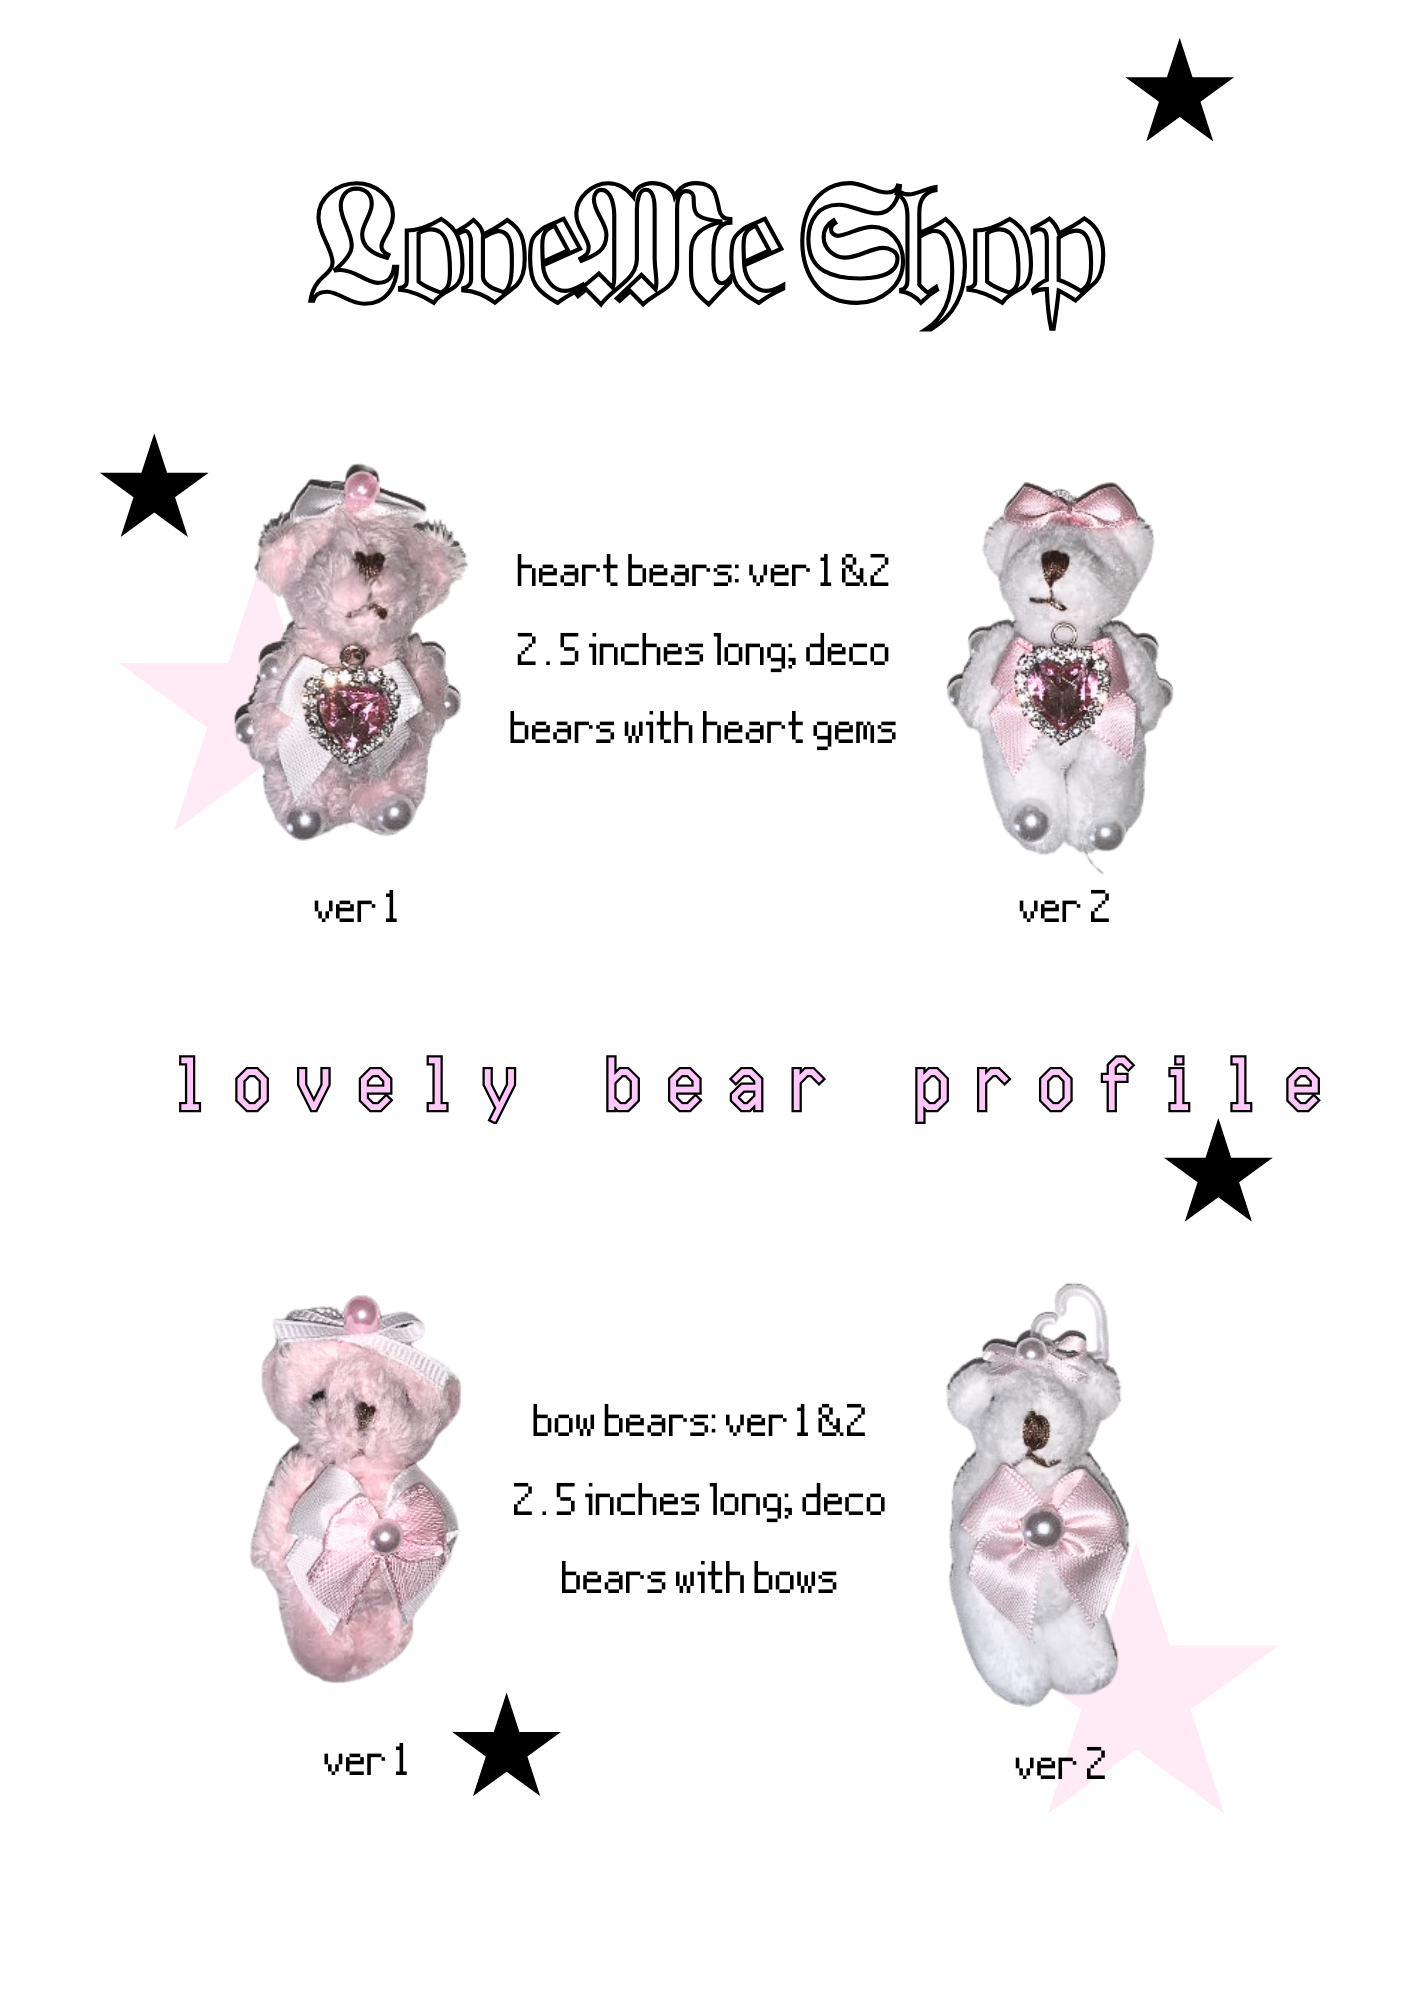 LoveMe Shop
heart bears: ver 1&2
2.5 inches long; deco
bears with heart gems
ver 1
ver 2
lovely bear profile
bow bears: ver 1&2
2.5 inches long; deco
bears with bows
ver 1
ver 2